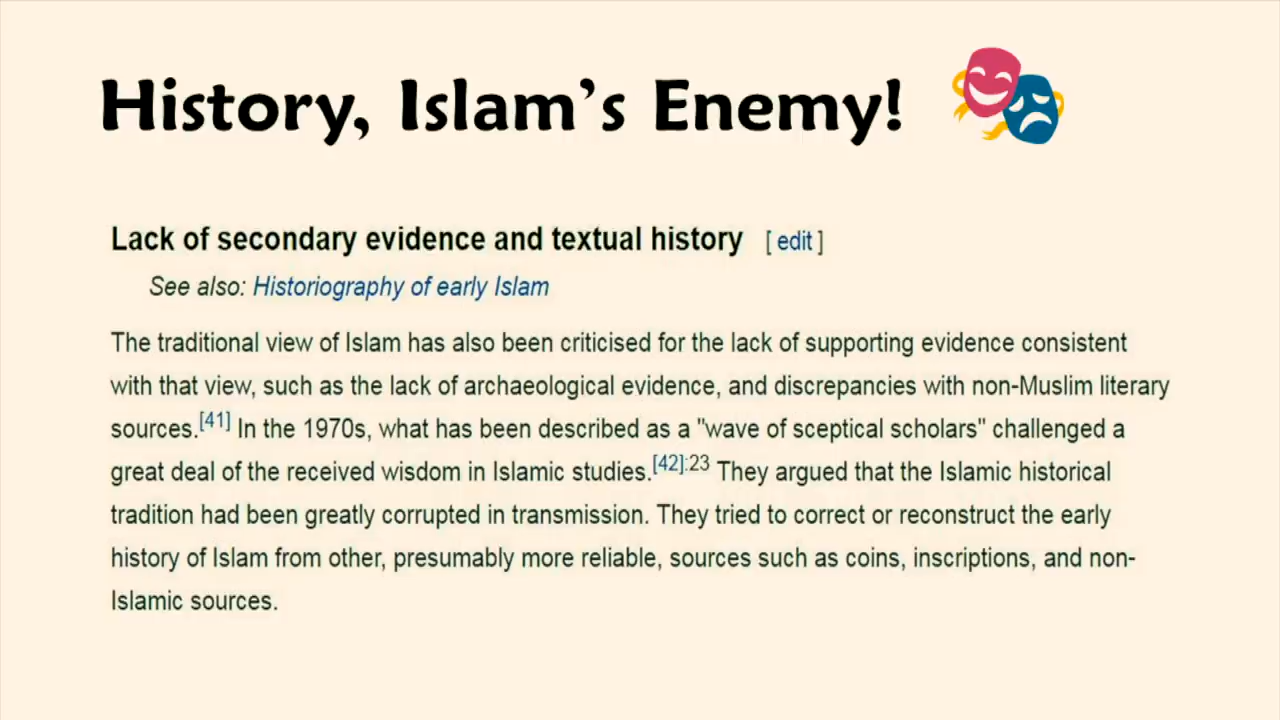 History, Islam's Enemy!
Lack of secondary evidence and textual history [ edit ]
See also: Historiography of early Islam
The traditional view of Islam has also been criticised for the lack of supporting evidence consistent
with that view, such as the lack of archaeological evidence, and discrepancies with non-Muslim literary
sources.[41] In the 1970s, what has been described as a "wave of sceptical scholars" challenged a
great deal of the received wisdom in Islamic studies.[42]:23 They argued that the Islamic historical
tradition had been greatly corrupted in transmission. They tried to correct or reconstruct the early
history of Islam from other, presumably more reliable, sources such as coins, inscriptions, and non-
Islamic sources.